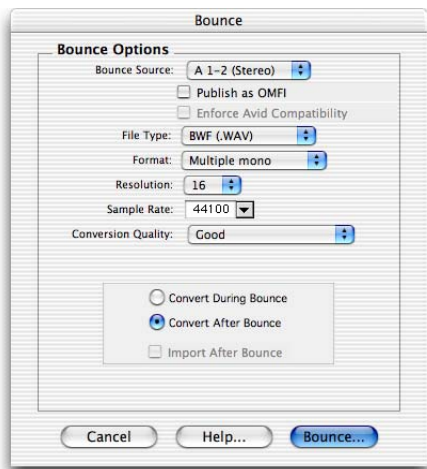 Bounce
Bounce Options
Bounce Source: A 1-2 (Stereo)
Publish as OMFI
Enforce Avid Compatibility
File Type: BWF (.WAV)
Format: Multiple mono
Resolution: 16
Sample Rate: 44100
Conversion Quality: Good
Convert During Bounce
Convert After Bounce
Import After Bounce
Cancel Help... Bounce...